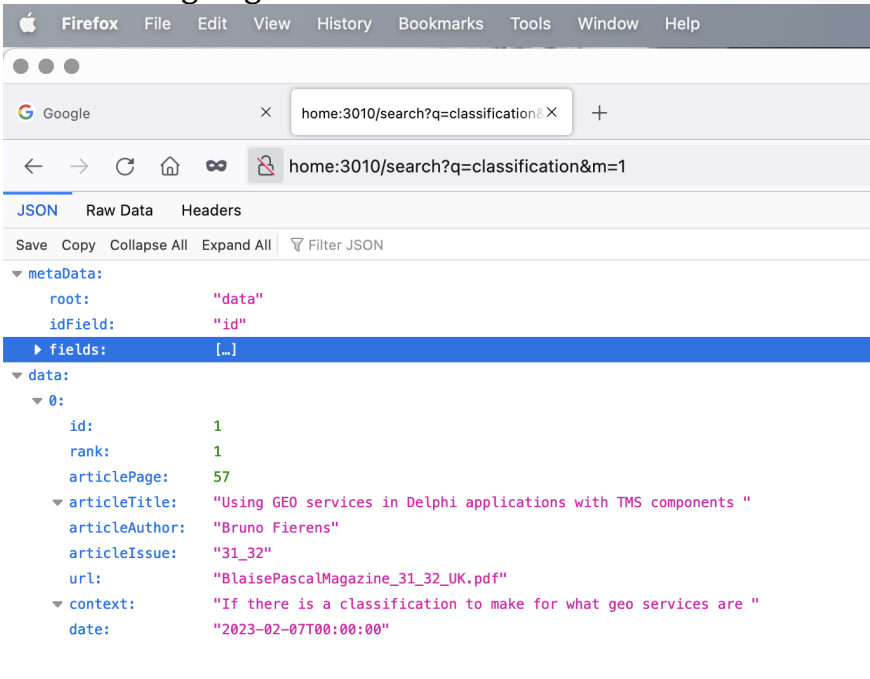 Firefox File Edit View History Bookmarks Tools Window Help
Google
home:3010/search?q=classification&
home:3010/search?q=classification&m=1
JSON Raw Data Headers
Save Copy Collapse All Expand All Filter JSON
metaData:
root: "data"
idField: "id"
fields: […]
data:
0:
id: 1
rank: 1
articlePage: 57
articleTitle: "Using GEO services in Delphi applications with TMS components "
articleAuthor: "Bruno Fierens"
articleIssue: "31_32"
url: "BlaisePascalMagazine_31_32_UK.pdf"
context: "If there is a classification to make for what geo services are "
date: "2023-02-07T00:00:00"